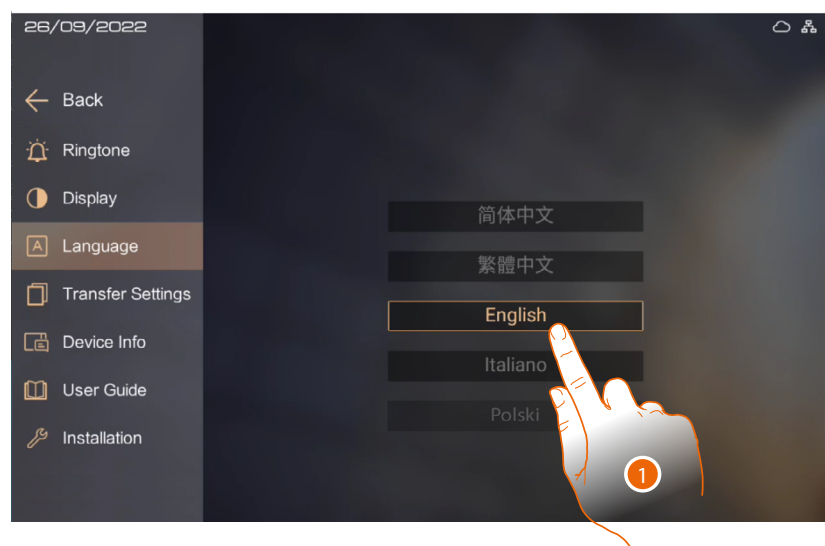 26/09/2022
Back
Ringtone
Display
A Language
Transfer Settings
Device Info
User Guide
Installation
简体中文
繁體中文
English
Italiano
Polski
1